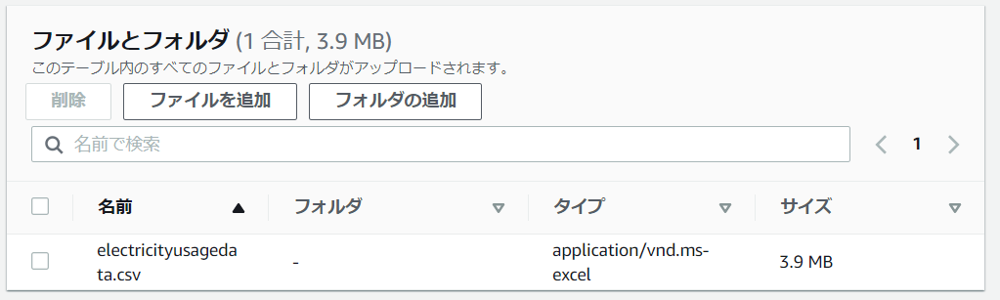 ファイルとフォルダ (1 合計, 3.9 MB)
このテーブル内のすべてのファイルとフォルダがアップロードされます。
削除 ファイルを追加 フォルダの追加
名前で検索 1
名前 フォルダ タイプ サイズ
electricityusageda
ta.csv
-
application/vnd.ms-
excel
3.9 MB